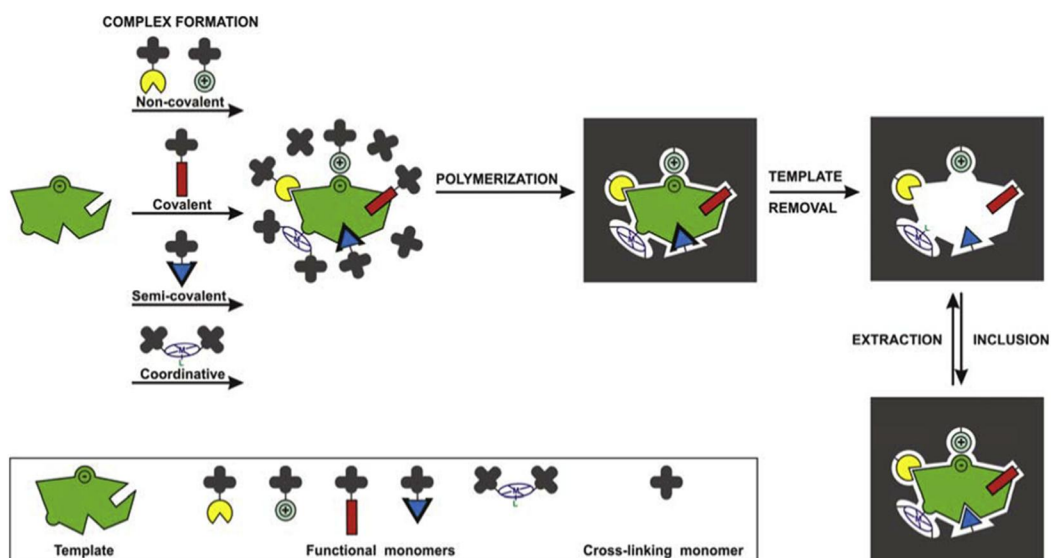 COMPLEX FORMATION
Non-covalent
Covalent
Semi-covalent
M
L
Coordinative
M
POLYMERIZATION
M
TEMPLATE
REMOVAL
L
M
EXTRACTION
INCLUSION
M
M
L
Template
Functional monomers
Cross-linking monomer